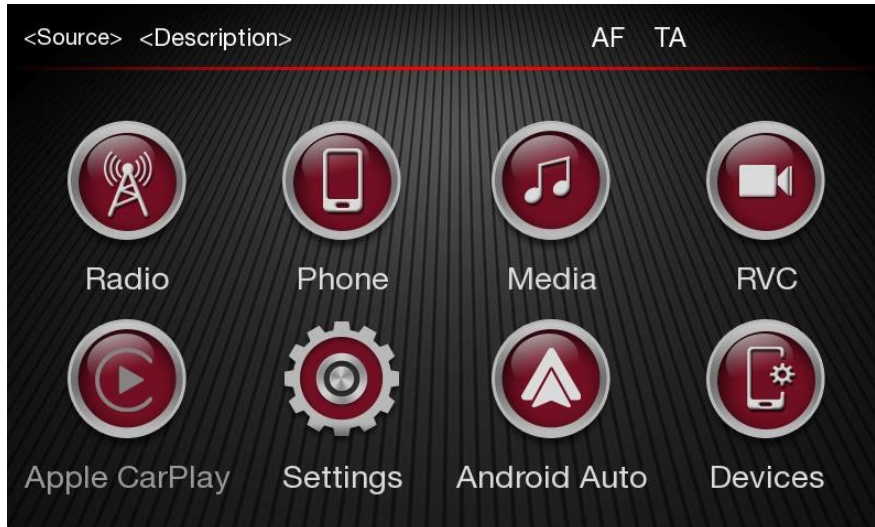 <Source> <Description> AF TA
Radio Phone Media RVC
Apple CarPlay Settings Android Auto Devices